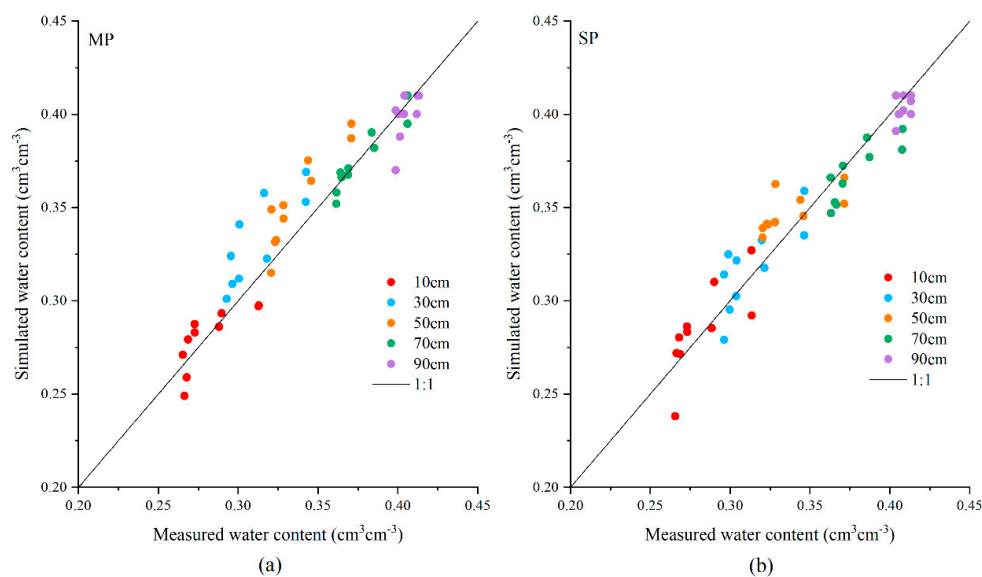 MP
Simulated water content (cm³cm⁻³)
0.45
0.40
0.35
0.30
0.25
0.20
10cm
30cm
50cm
70cm
90cm
1:1
0.20 0.25 0.30 0.35 0.40 0.45
Measured water content (cm³cm⁻³)
(a)
SP
Simulated water content (cm³cm⁻³)
0.45
0.40
0.35
0.30
0.25
0.20
10cm
30cm
50cm
70cm
90cm
1:1
0.20 0.25 0.30 0.35 0.40 0.45
Measured water content (cm³cm⁻³)
(b)